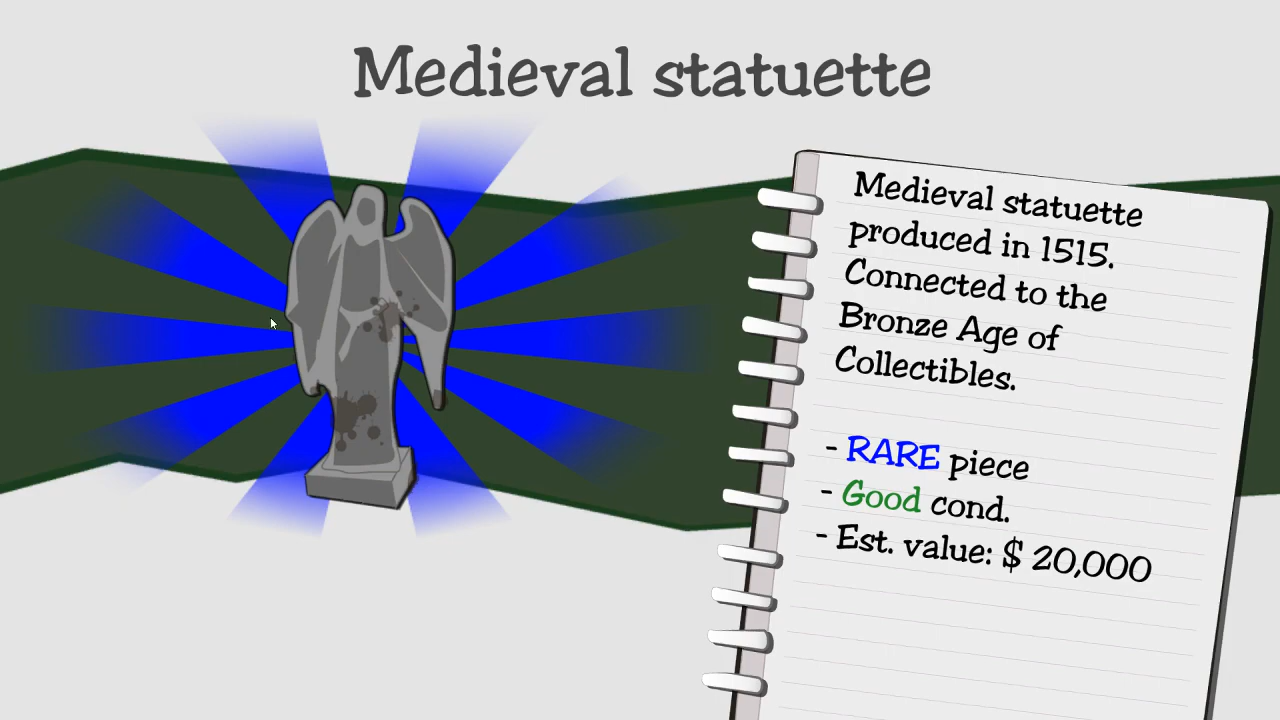 Medieval statuette
Medieval statuette
produced in 1515.
Connected to the
Bronze Age of
Collectibles.
- RARE piece
- Good cond.
- Est. value: $ 20,000